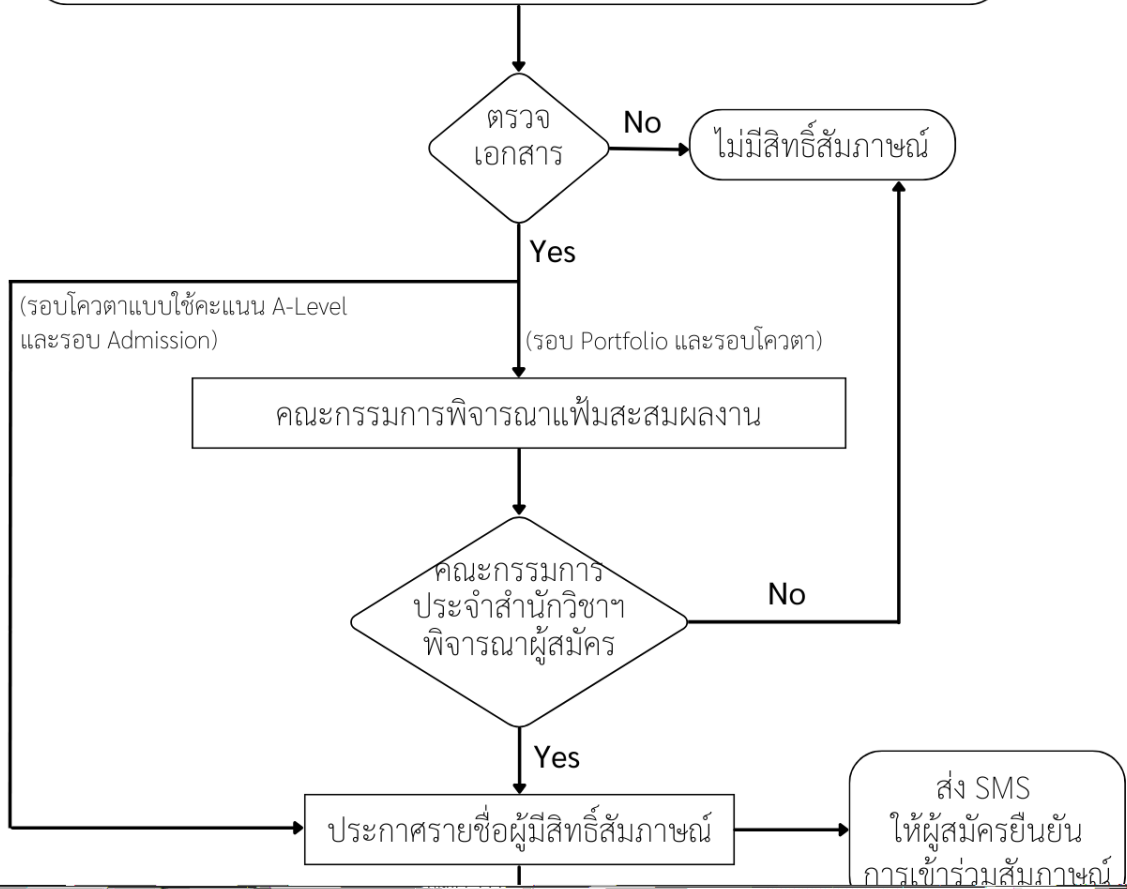 ตรวจ
เอกสาร
No
ไม่มีสิทธิ์สัมภาษณ์
Yes
(รอบโควตาแบบใช้คะแนน A-Level
และรอบ Admission)
(รอบ Portfolio และรอบโควตา)
คณะกรรมการพิจารณาแฟ้มสะสมผลงาน
คณะกรรมการ
ประจำสำนักวิชาฯ
พิจารณาผู้สมัคร
No
Yes
ประกาศรายชื่อผู้มีสิทธิ์สัมภาษณ์
ส่ง SMS
ให้ผู้สมัครยืนยัน
การเข้าร่วมสัมภาษณ์